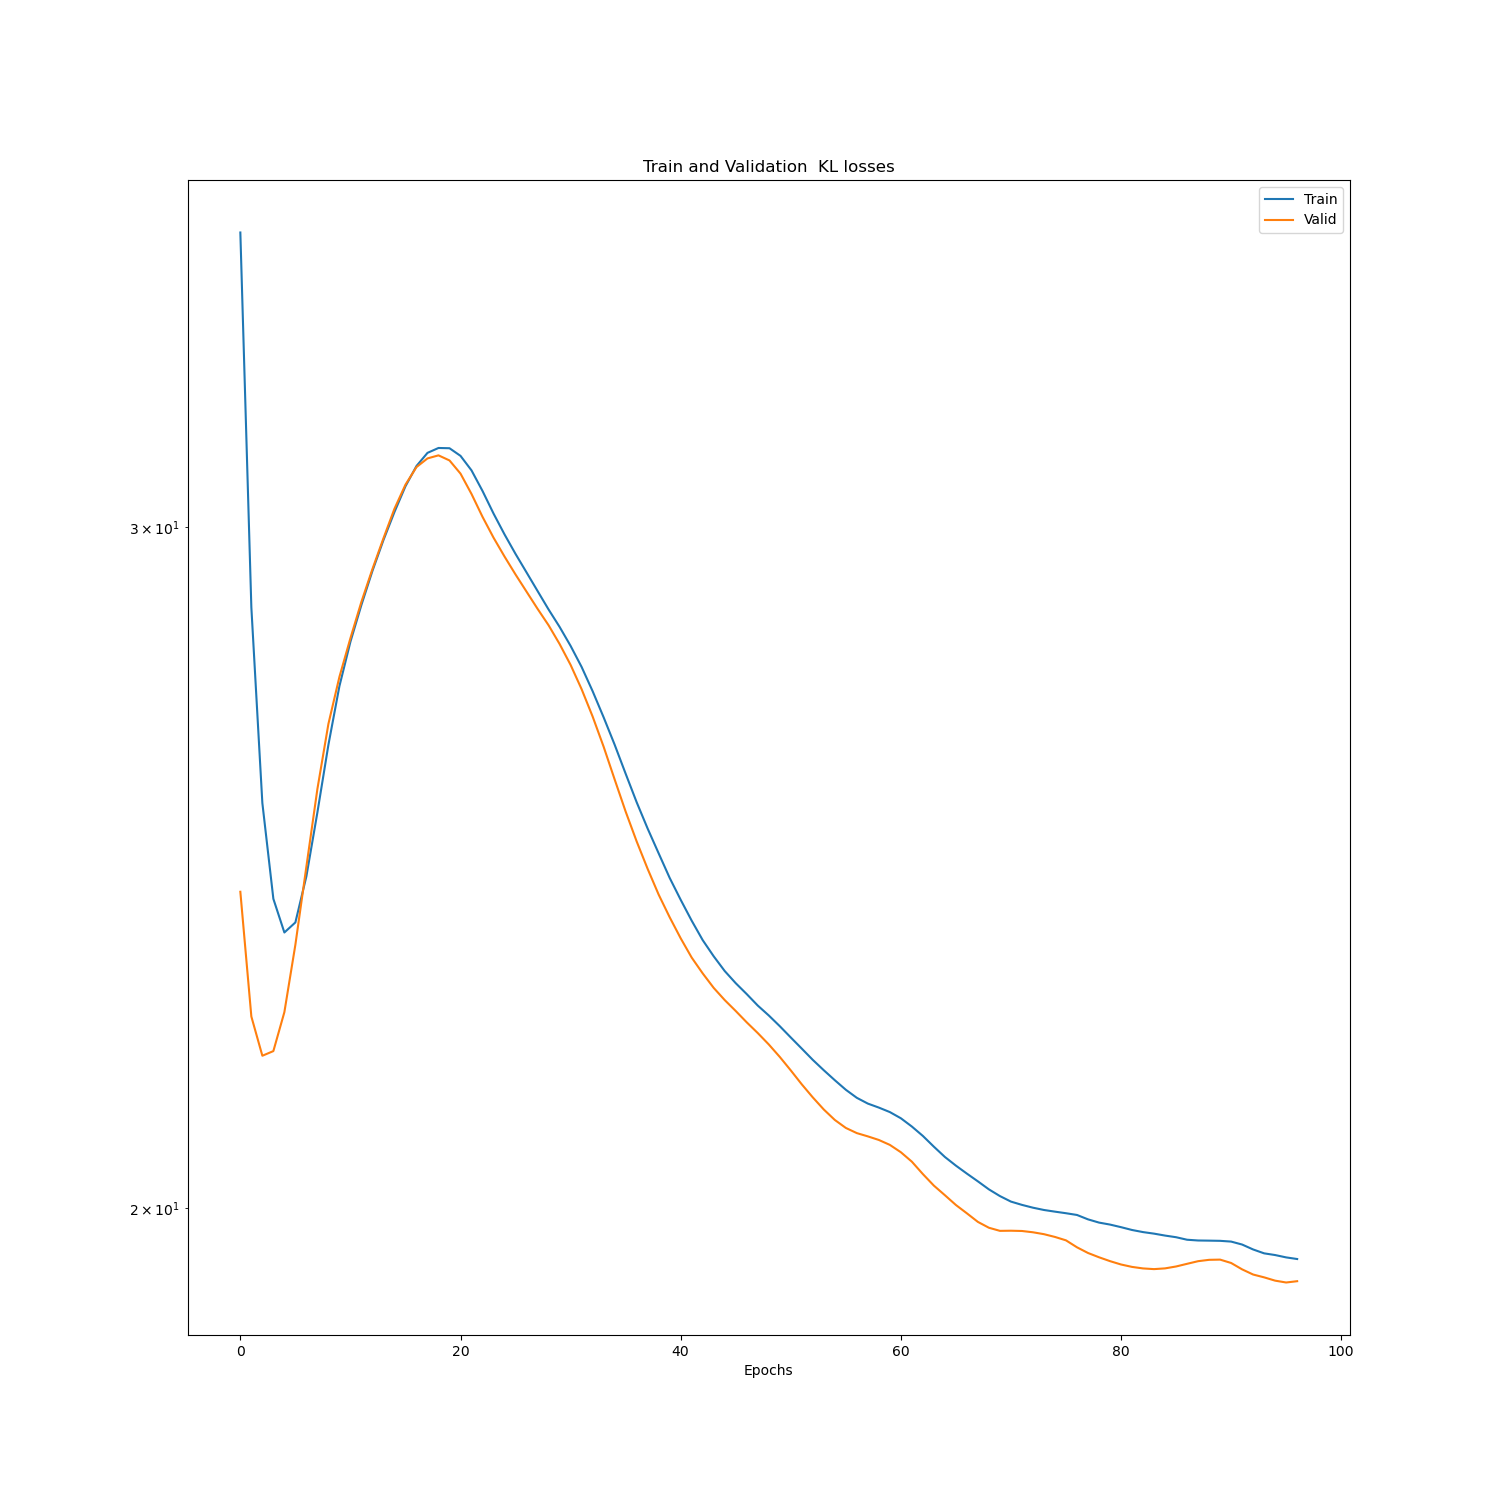 Train and Validation  KL losses
Train
Valid
3 × 10¹
2 × 10¹
0 20 40 60 80 100
Epochs